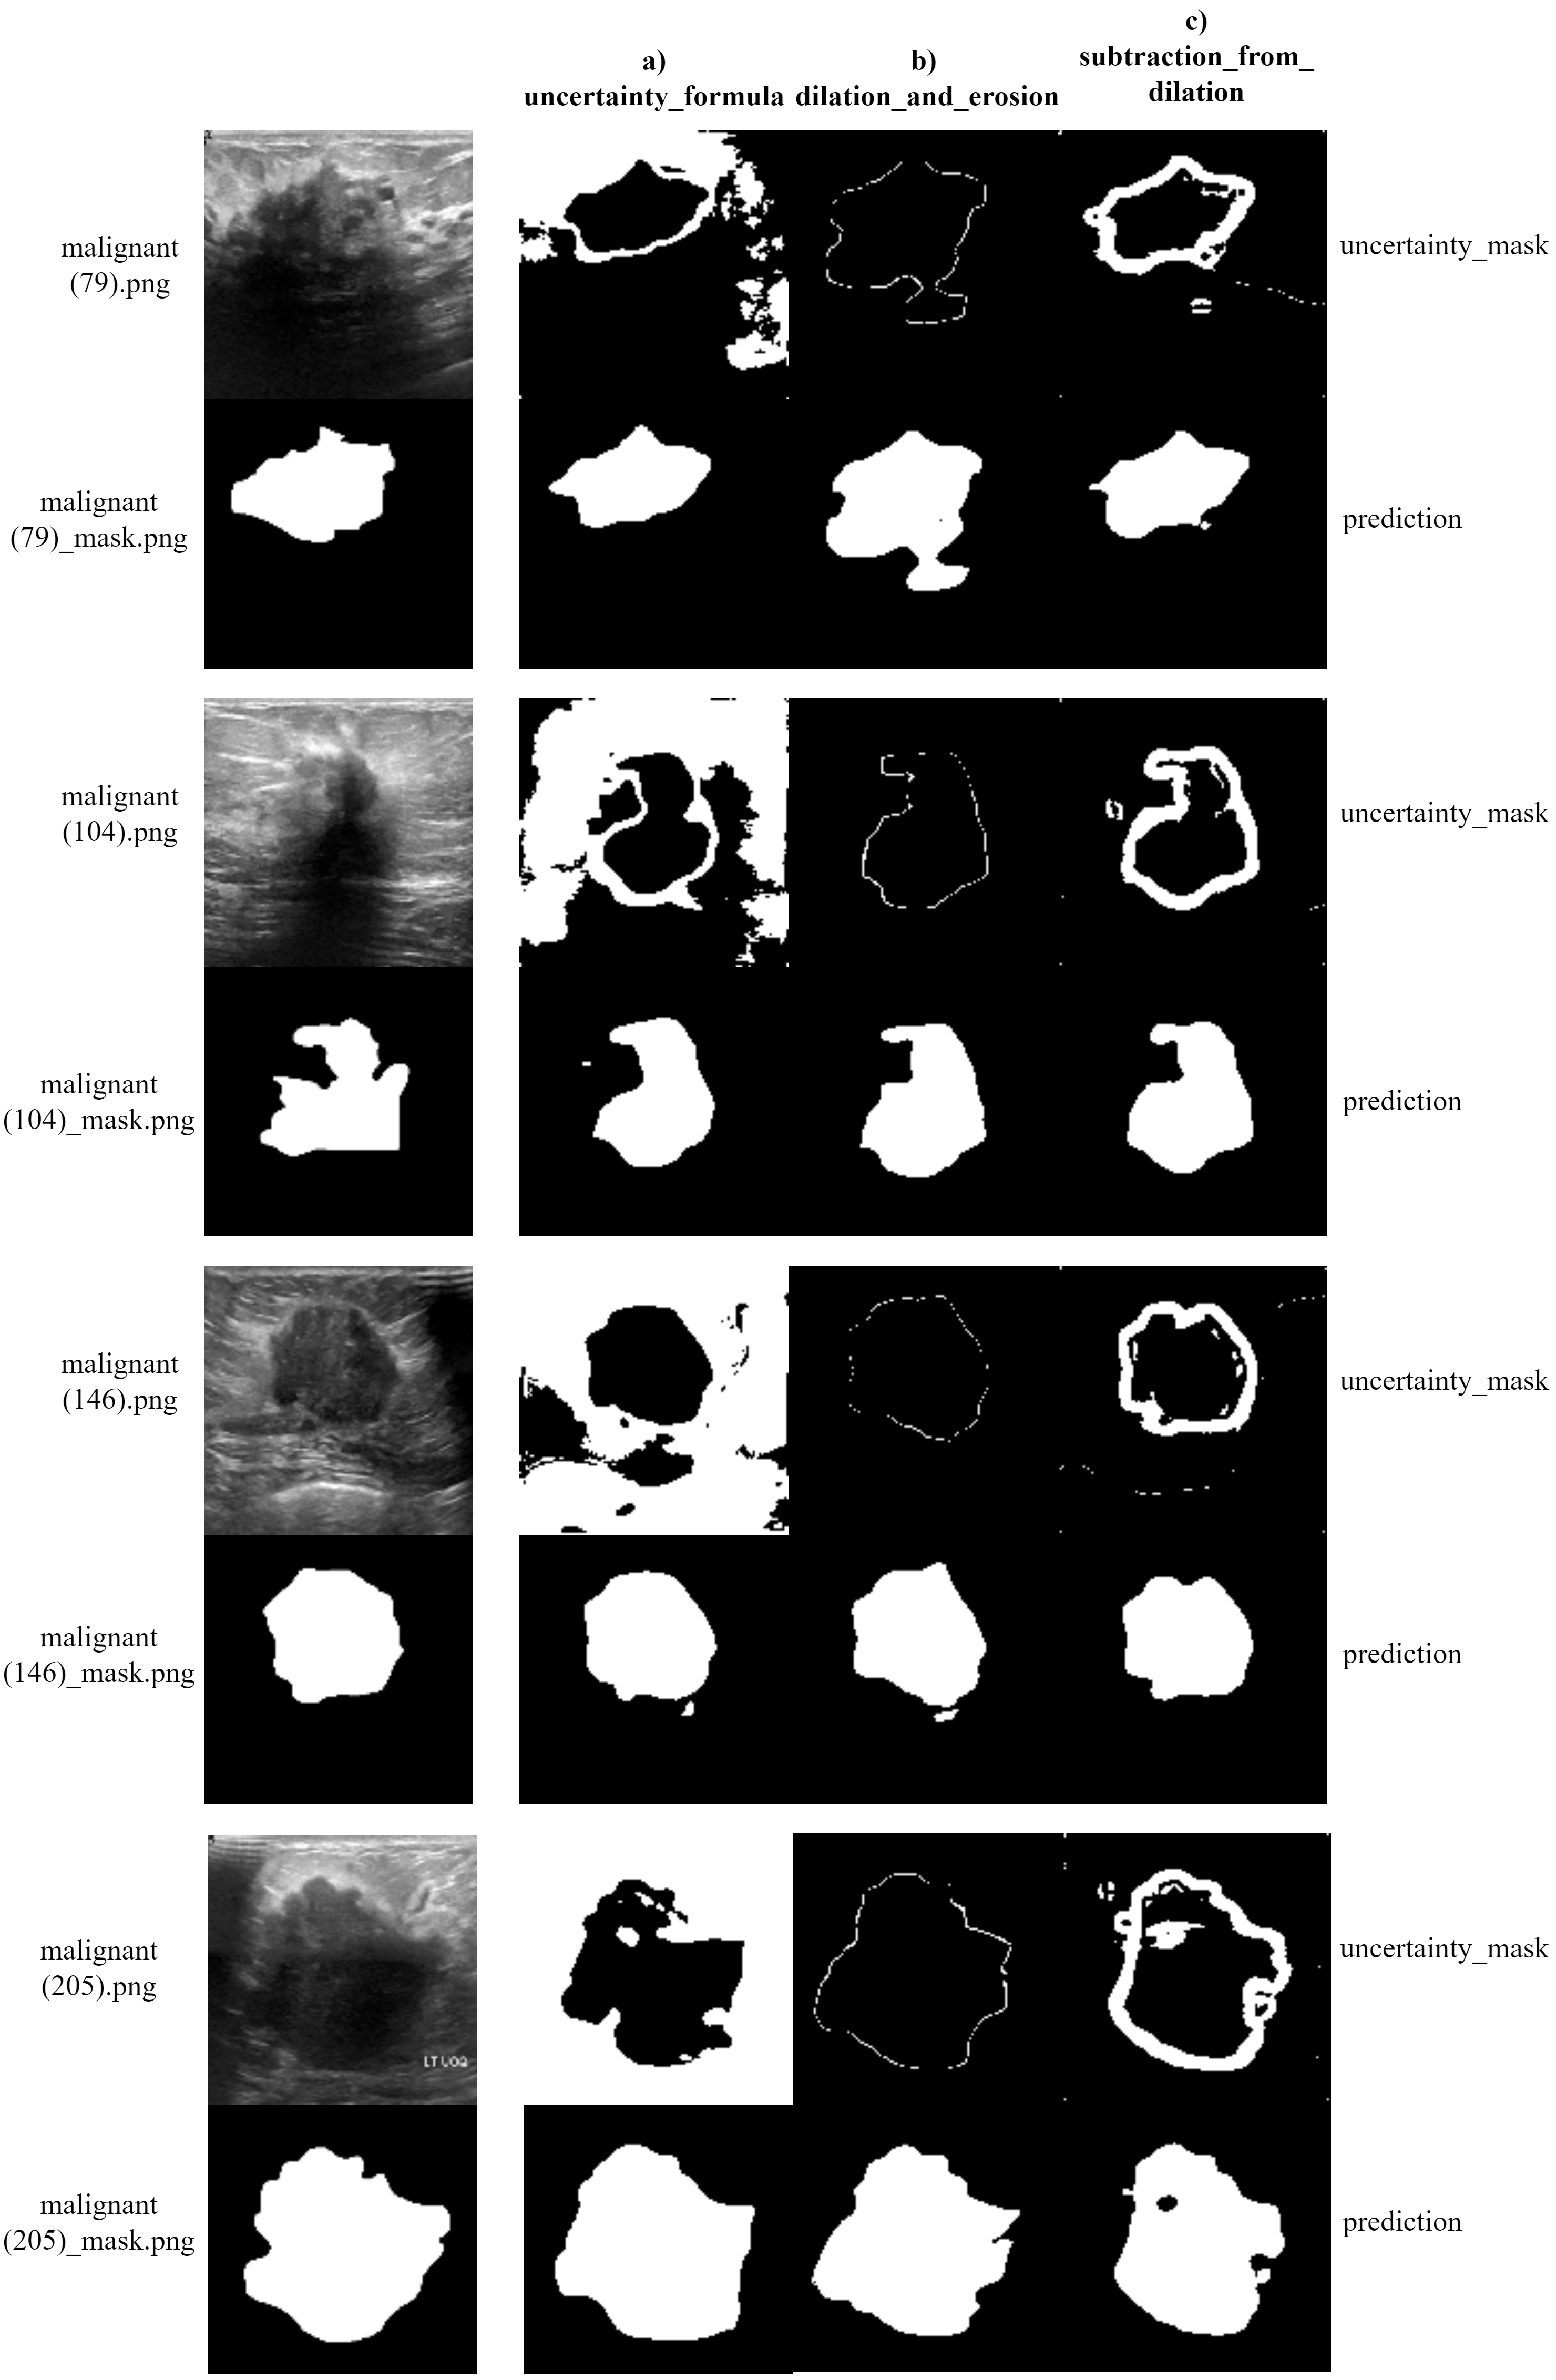 c)
a)
b)
subtraction_from_
uncertainty_formula
dilation_and_erosion
dilation
malignant
(79).png
uncertainty_mask
malignant
(79)_mask.png
prediction
malignant
(104).png
uncertainty_mask
malignant
(104)_mask.png
prediction
malignant
(146).png
uncertainty_mask
malignant
(146)_mask.png
prediction
malignant
(205).png
uncertainty_mask
LT UOQ
malignant
(205)_mask.png
prediction